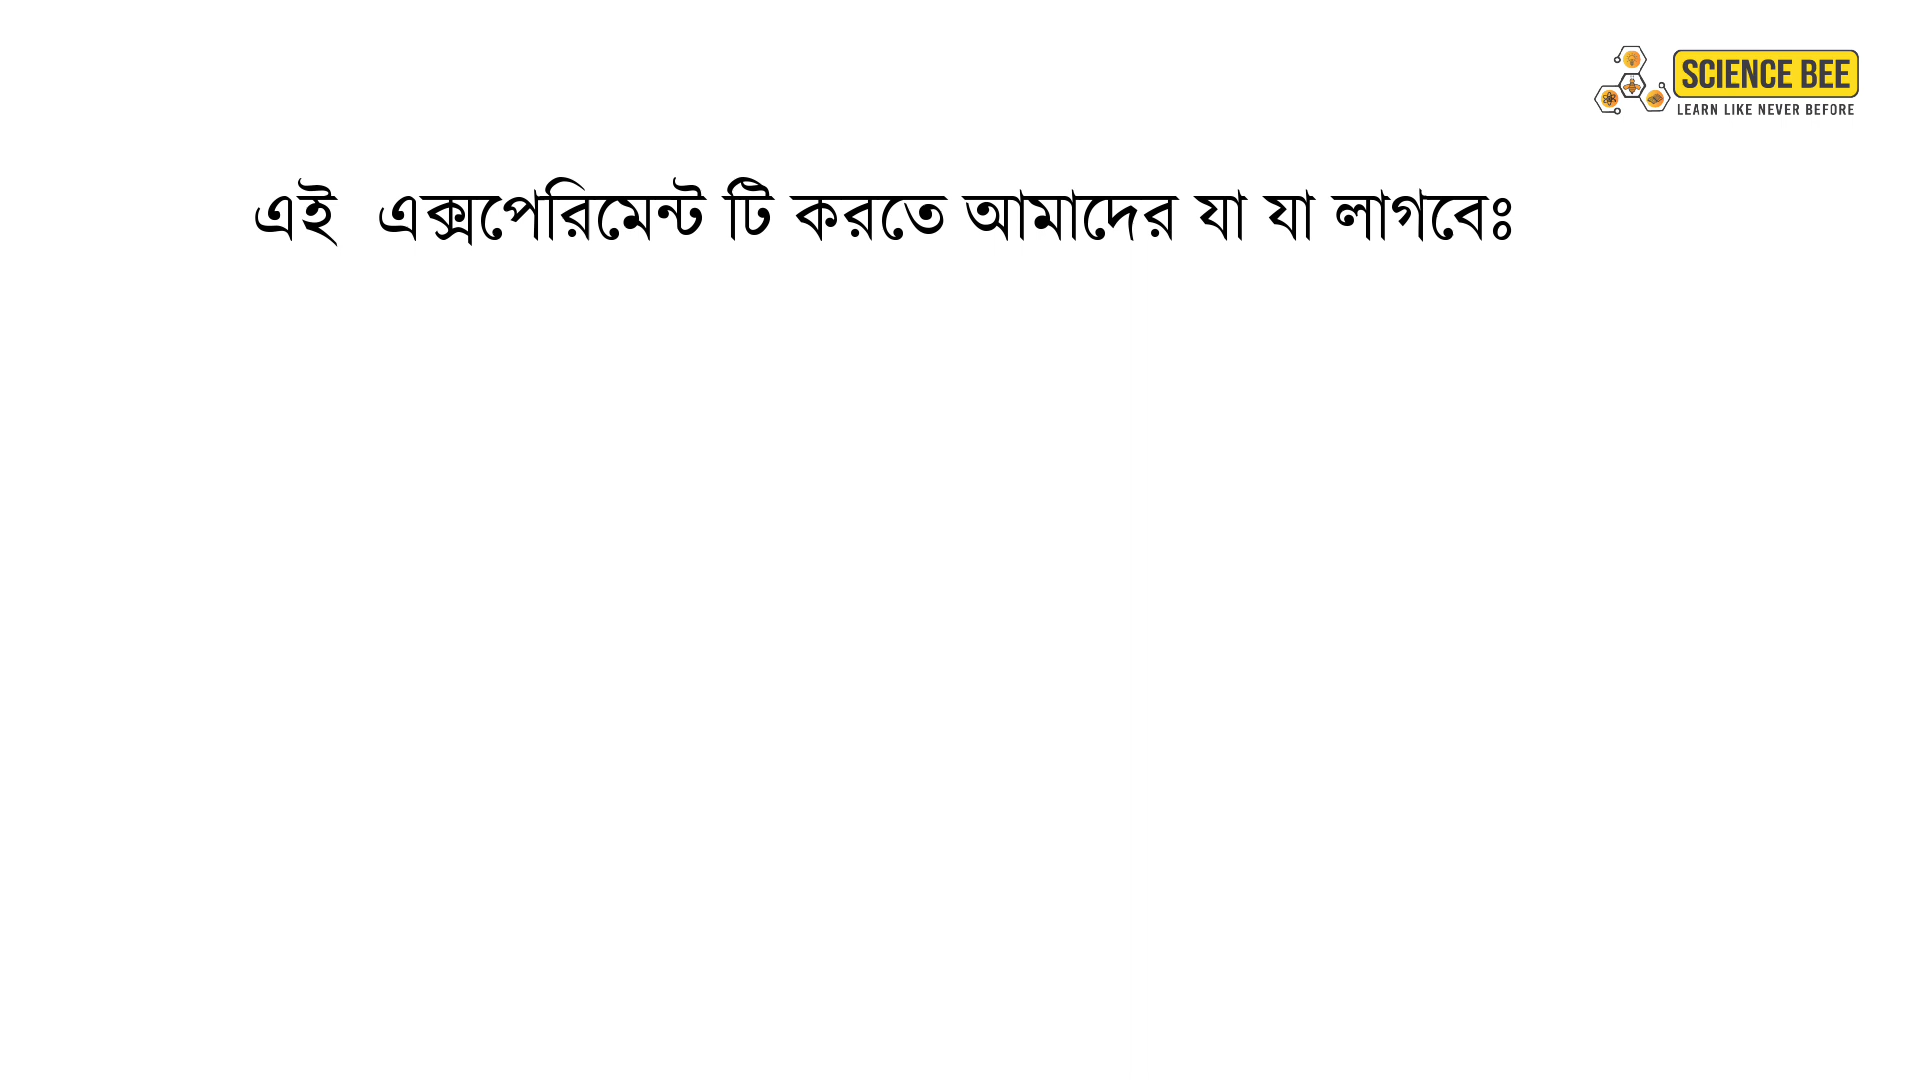 SCIENCE BEE
LEARN LIKE NEVER BEFORE
এই এক্সপেরিমেন্ট টি করতে আমাদের যা যা লাগবেঃ